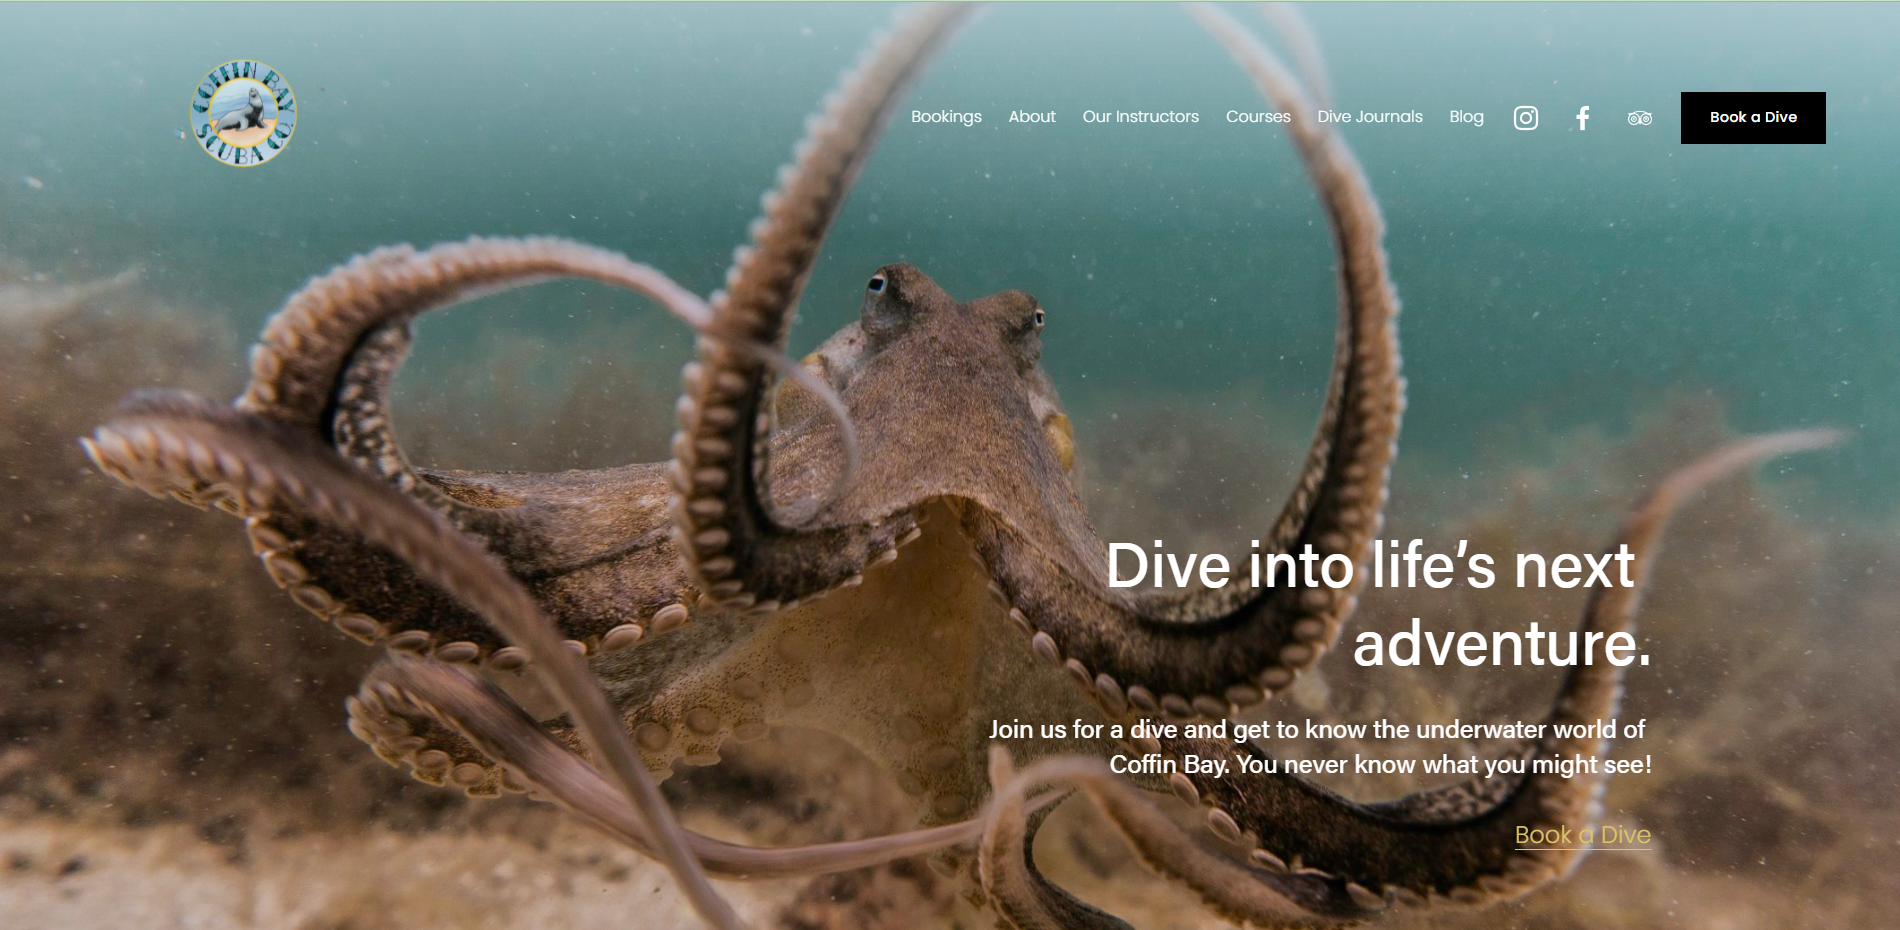 COFFIN BAY
SCUBA CO.
Bookings About Our Instructors Courses Dive Journals Blog Book a Dive
Dive into life’s next
adventure.
Join us for a dive and get to know the underwater world of
Coffin Bay. You never know what you might see!
Book a Dive